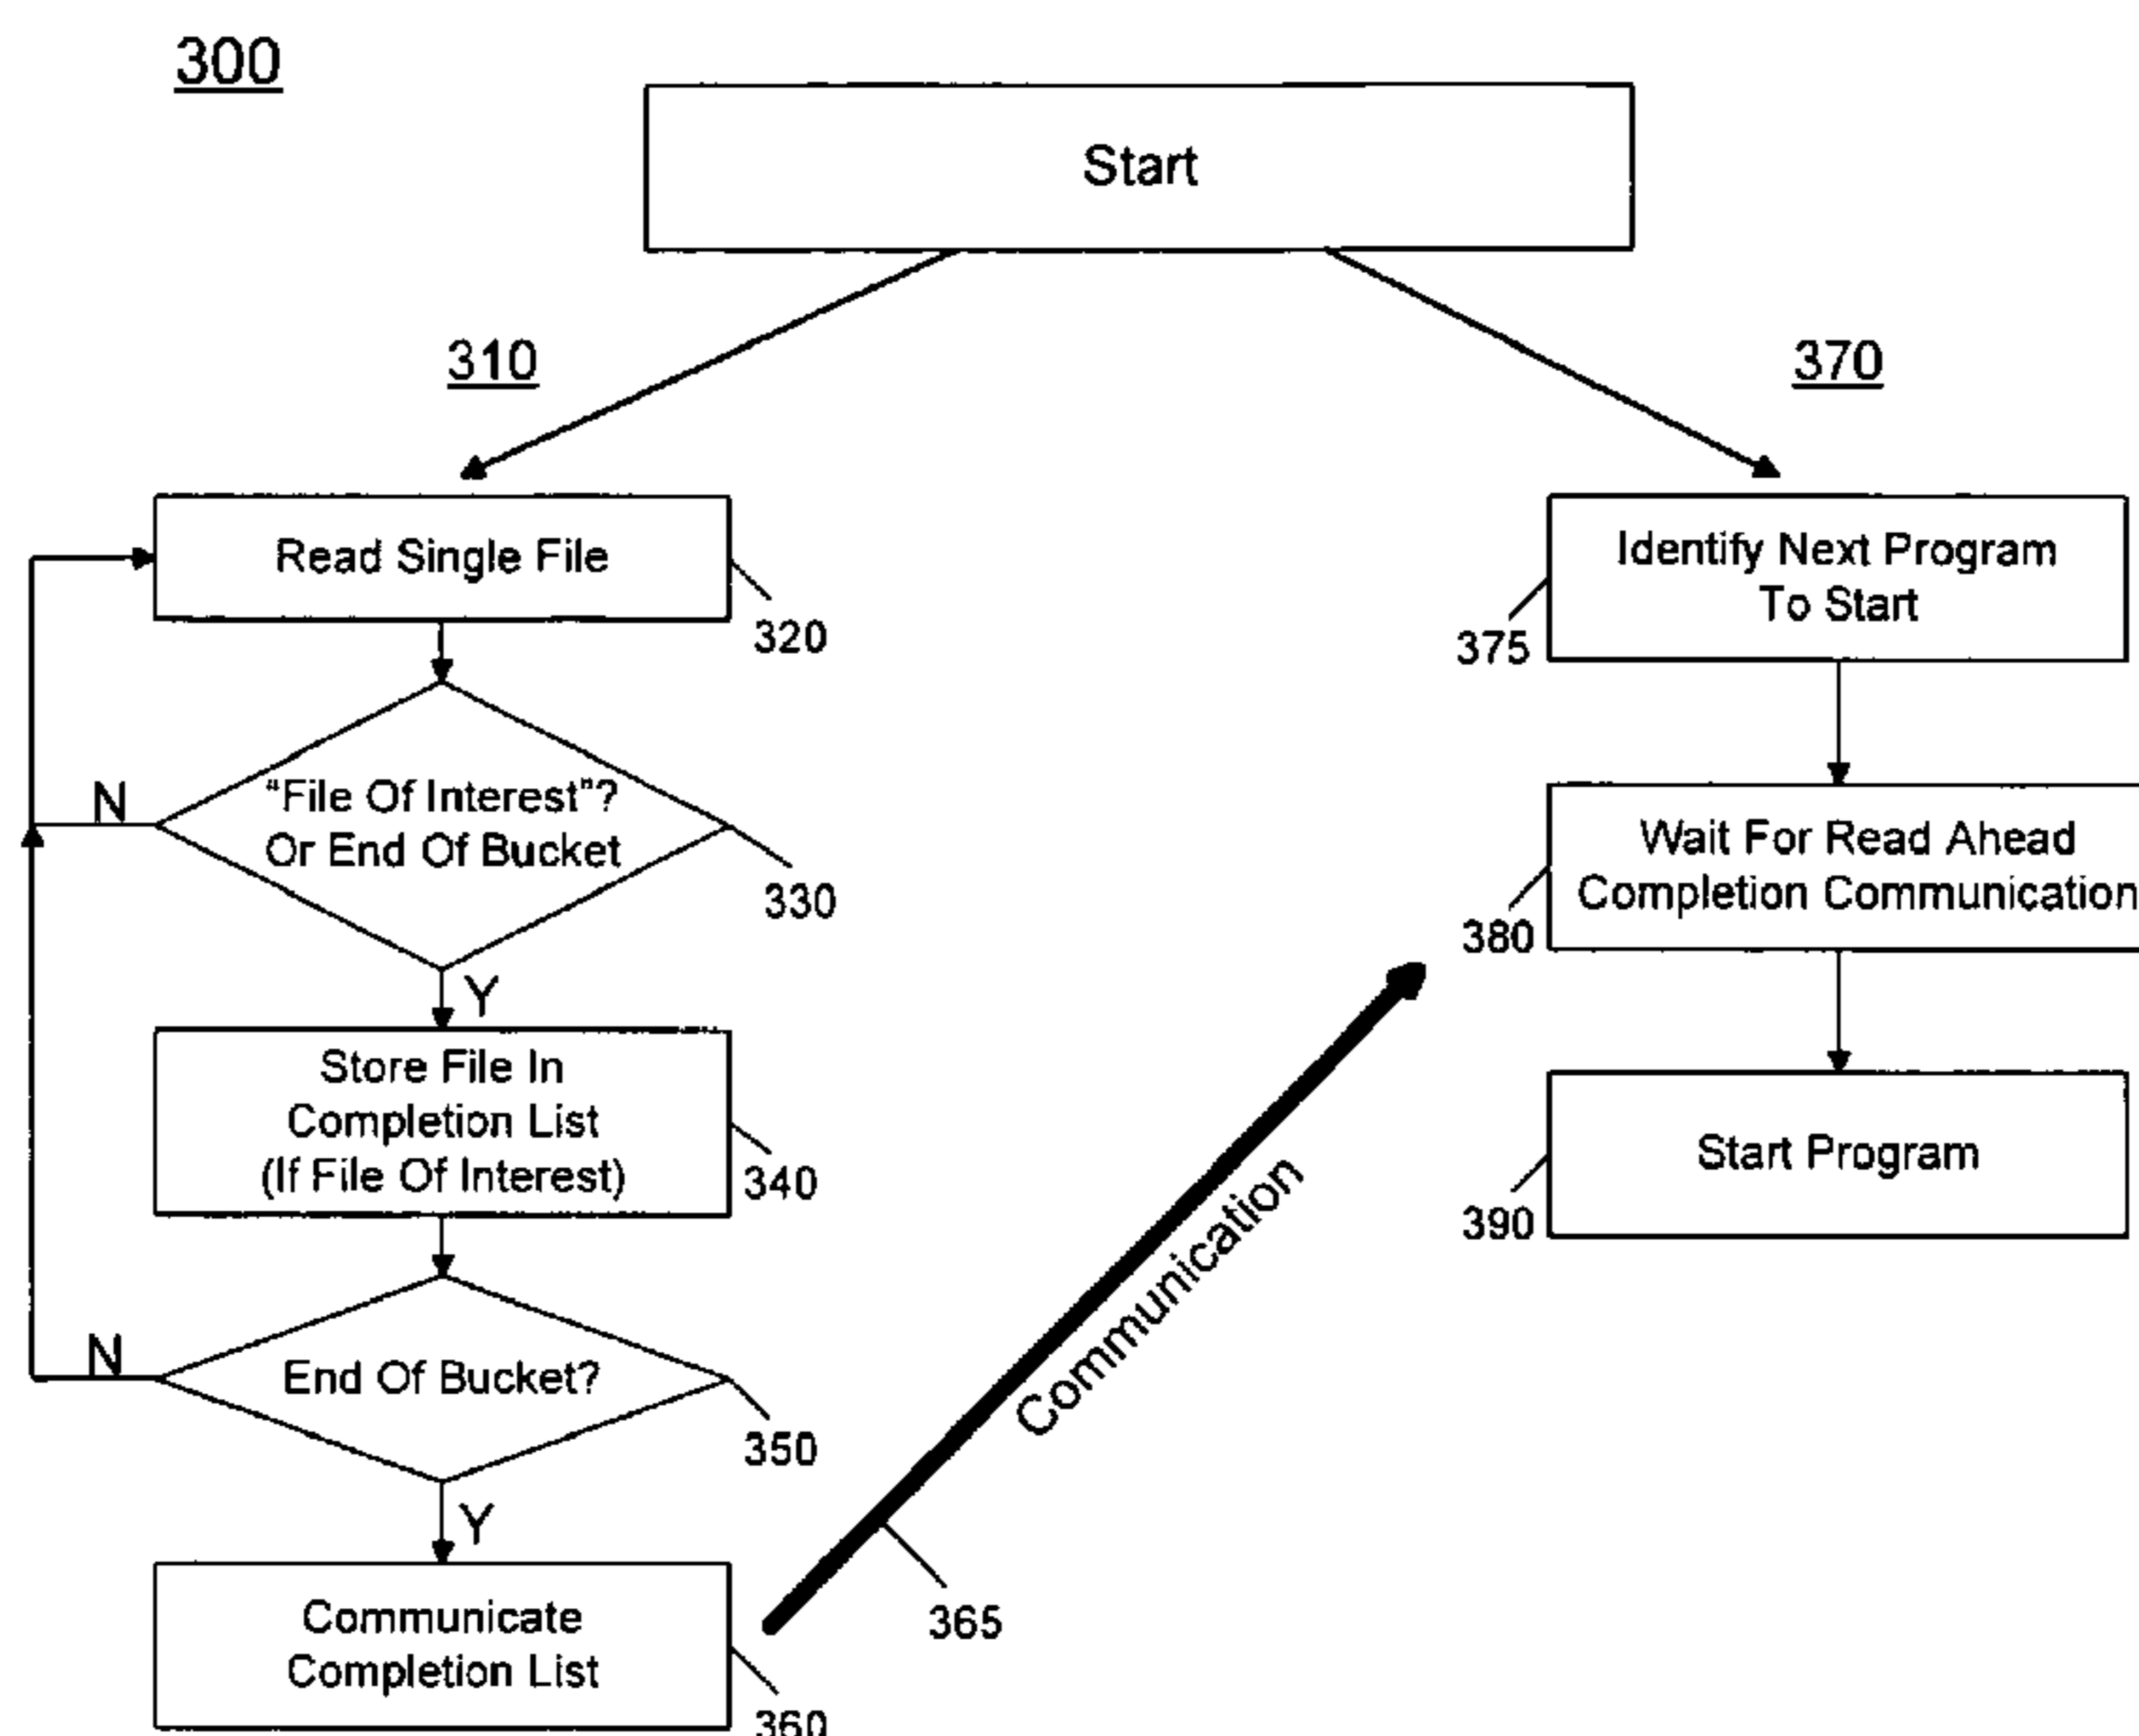 300
Start
310
370
Read Single File
320
"File Of Interest"?
Or End Of Bucket
N
330
Y
Store File In
Completion List
(If File Of Interest)
340
End Of Bucket?
N
350
Y
Communicate
Completion List
360
Communication
365
Identify Next Program
To Start
375
Wait For Read Ahead
Completion Communication
380
Start Program
390